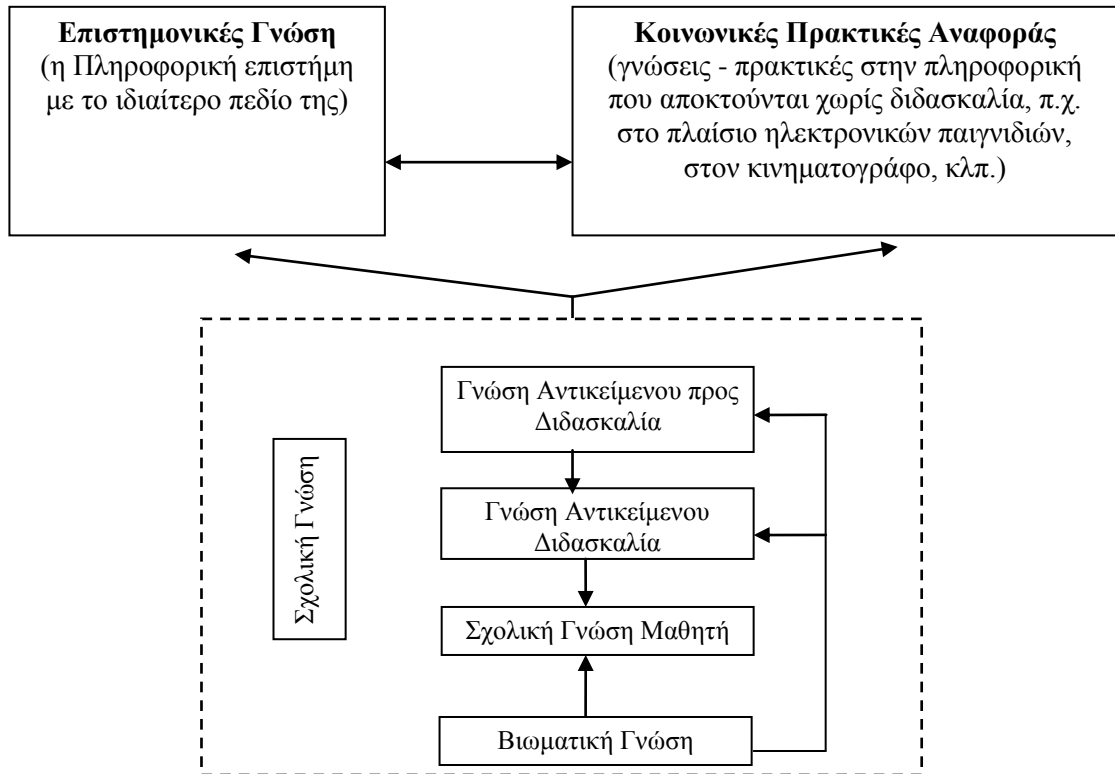 Επιστημονικές Γνώση
(η Πληροφορική επιστήμη
με το ιδιαίτερο πεδίο της)
Κοινωνικές Πρακτικές Αναφοράς
(γνώσεις - πρακτικές στην πληροφορική
που αποκτούνται χωρίς διδασκαλία, π.χ.
στο πλαίσιο ηλεκτρονικών παιγνιδιών,
στον κινηματογράφο, κλπ.)
Σχολική Γνώση
Γνώση Αντικείμενου προς
Διδασκαλία
Γνώση Αντικείμενου
Διδασκαλία
Σχολική Γνώση Μαθητή
Βιωματική Γνώση